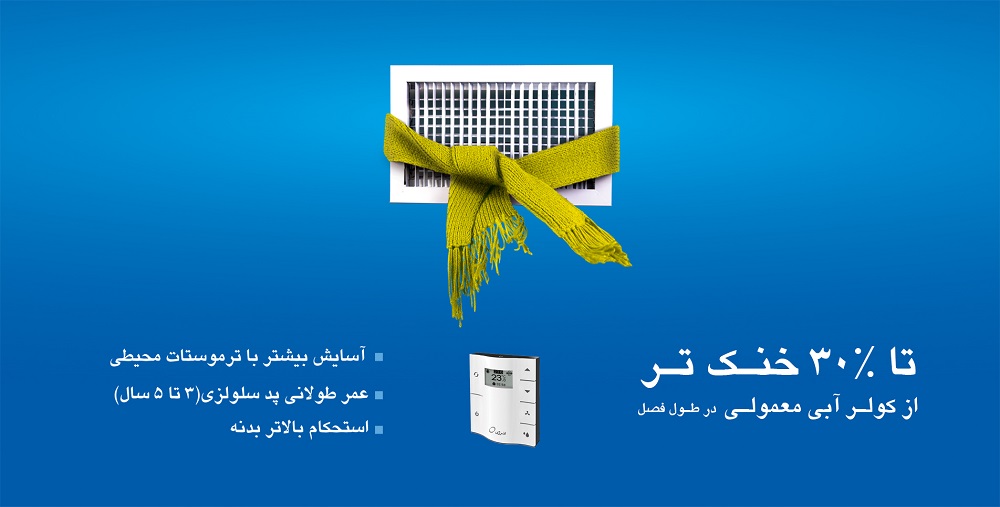 تا ۳۰٪ خنک تر
از کولر آبی معمولی در طول فصل
آسایش بیشتر با ترموستات محیطی
عمر طولانی پد سلولزی(۳ تا ۵ سال)
استحکام بالاتر بدنه
23